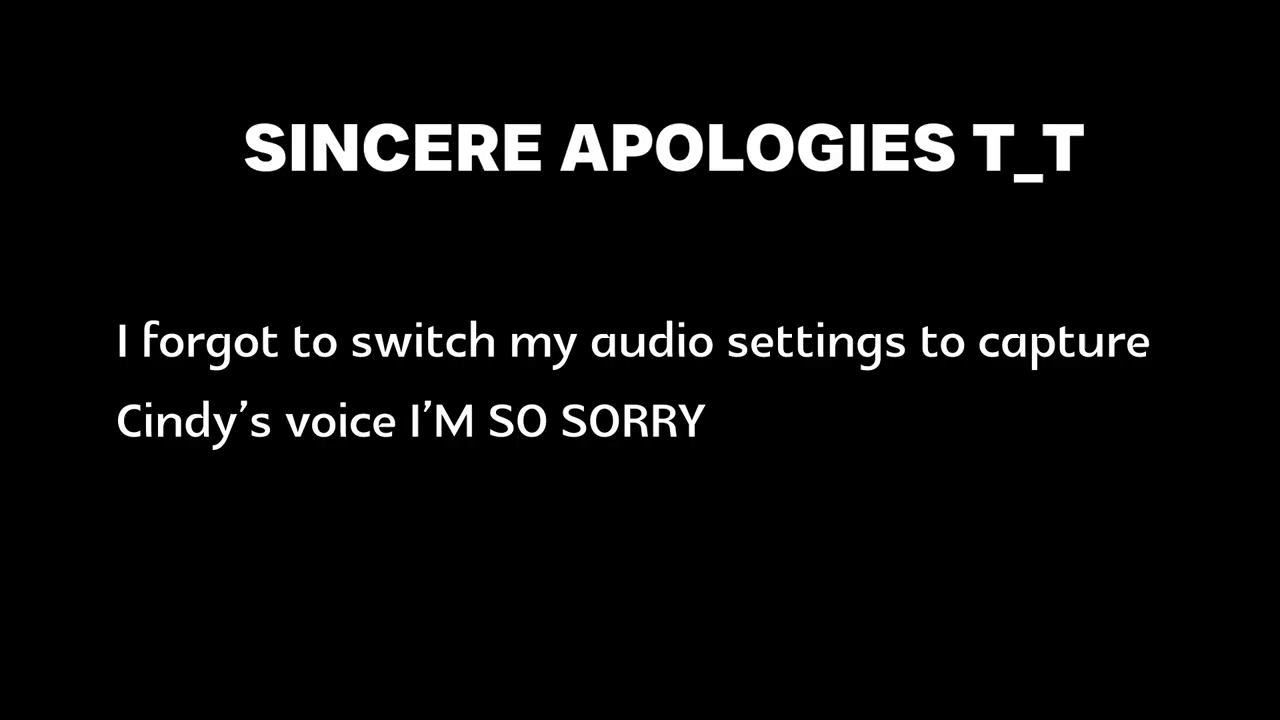 SINCERE APOLOGIES T_T
I forgot to switch my audio settings to capture
Cindy’s voice I’M SO SORRY